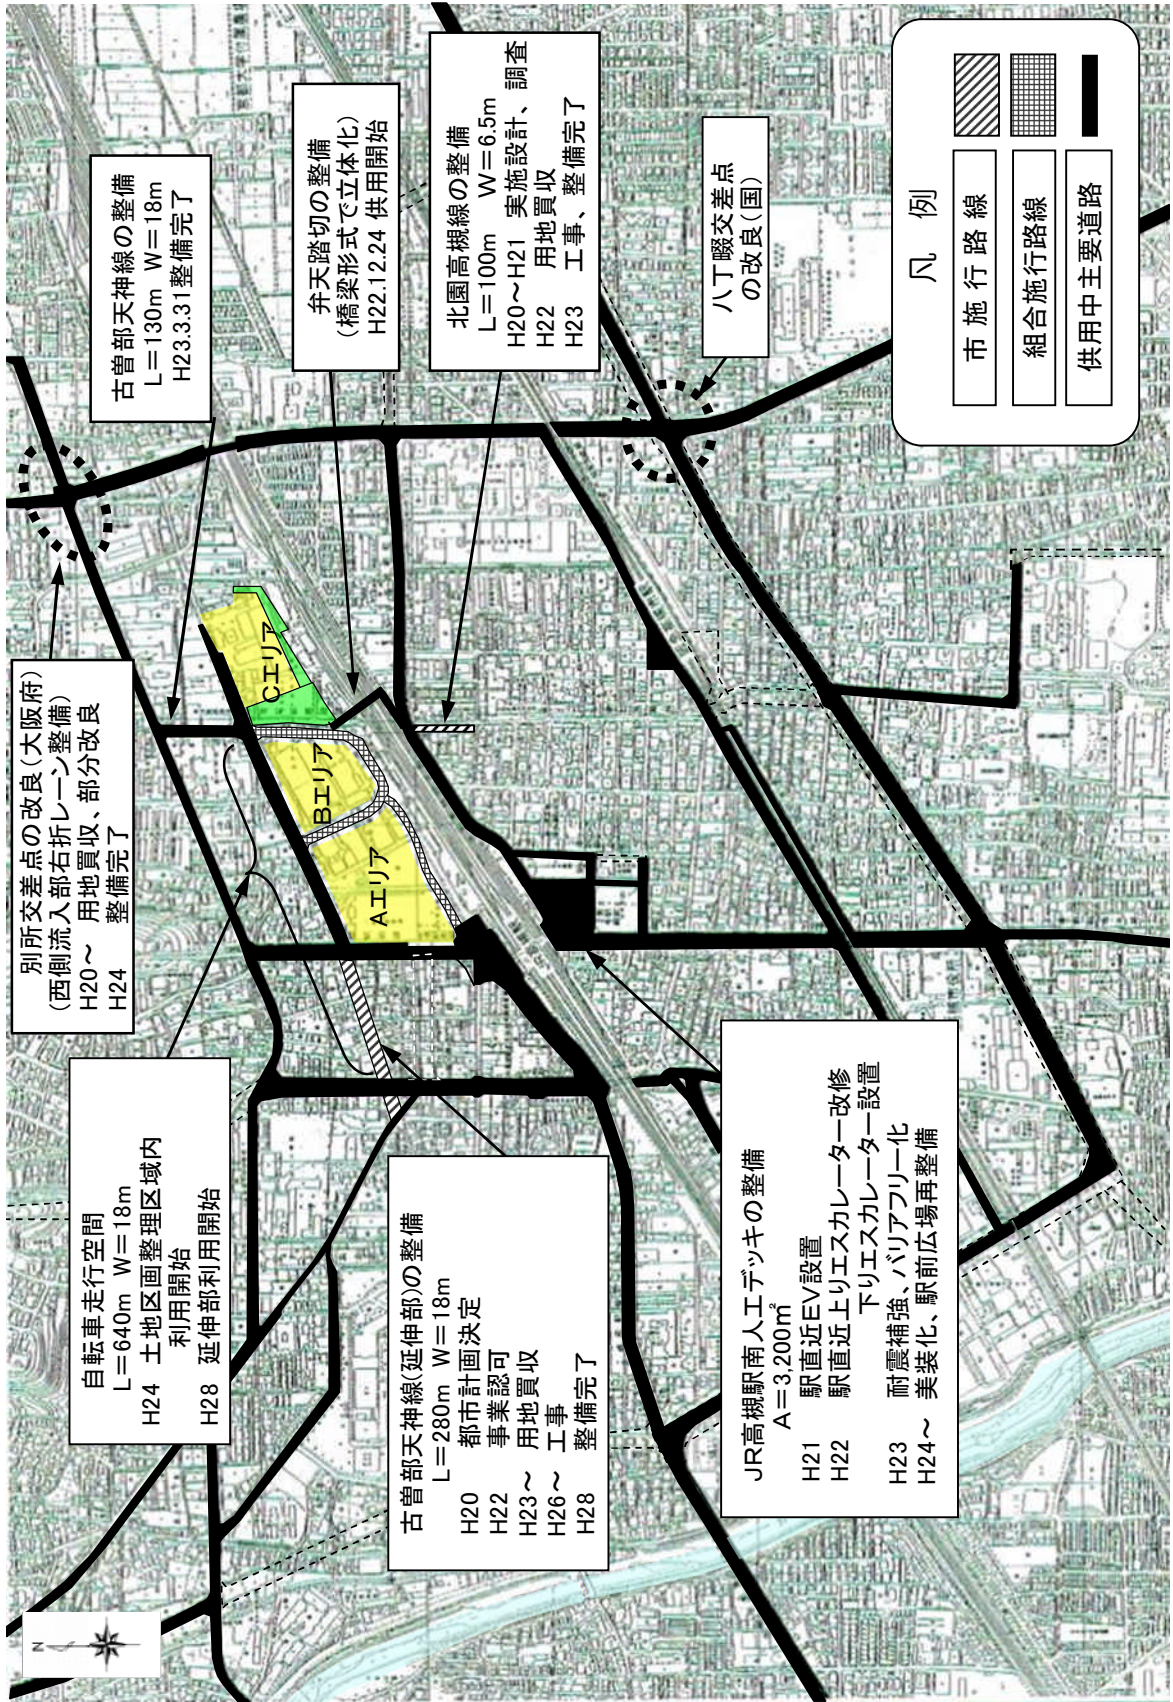 別所交差点の改良(大阪府)
(西側流入部右折レーン整備)
H20～ 用地買収、部分改良
H24 整備完了
古曽部天神線の整備
L=130m W=18m
H23.3.31整備完了
弁天踏切の整備
(橋梁形式で立体化)
H22.12.24 供用開始
北園高槻線の整備
L=100m W=6.5m
H20～H21 実施設計、調査
H22 用地買収
H23 工事、整備完了
八丁畷交差点
の改良(国)
自転車走行空間
L=640m W=18m
H24 土地区画整理区域内
利用開始
H28 延伸部利用開始
古曽部天神線(延伸部)の整備
L=280m W=18m
H20 都市計画決定
H22 事業認可
H23～ 用地買収
H26～ 工事
H28 整備完了
JR高槻駅南人工デッキの整備
A=3,200㎡
H21 駅直近EV設置
H22 駅直近上りエスカレーター改修
下りエスカレーター設置
H23 耐震補強、バリアフリー化
H24～ 美装化、駅前広場再整備
Aエリア
Bエリア
Cエリア
凡例
市施行路線
組合施行路線
供用中主要道路
N